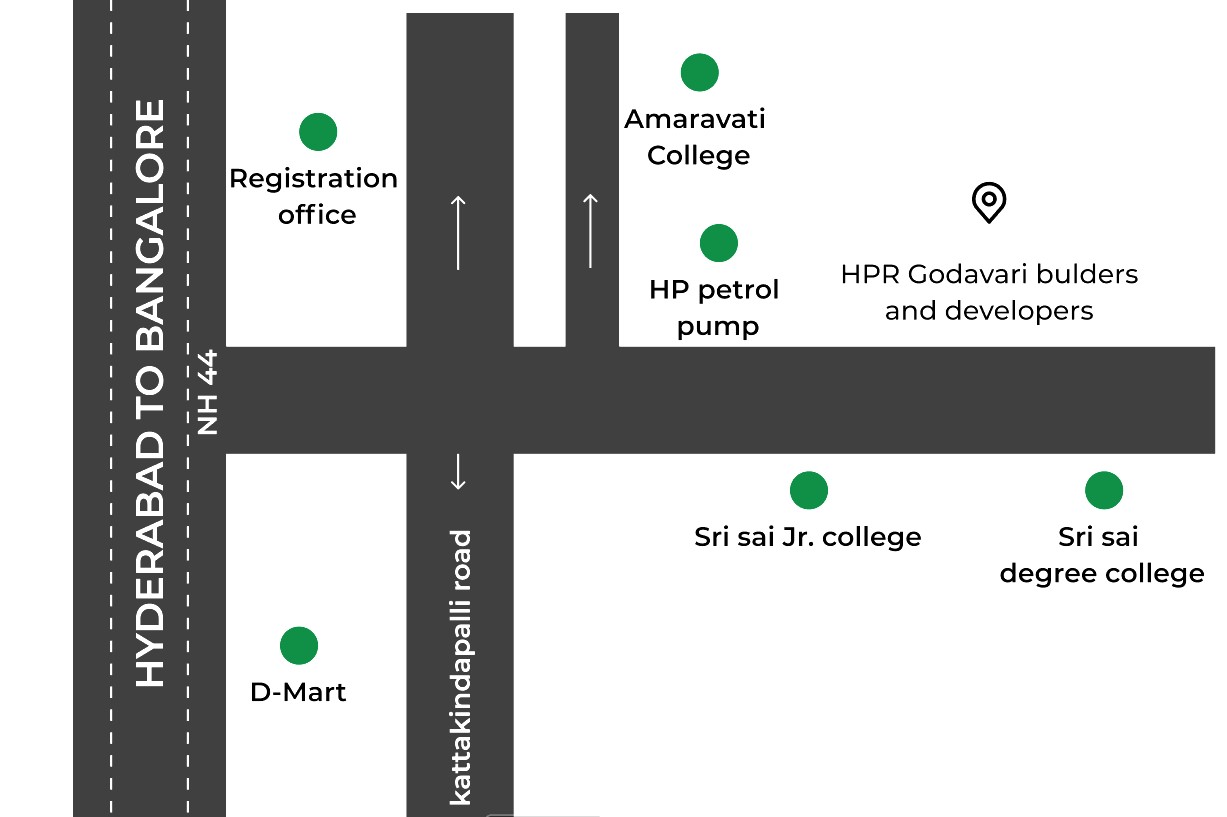 HYDERABAD TO BANGALORE
NH 44
Registration
office
Amaravati
College
HP petrol
pump
HPR Godavari bulders
and developers
Sri sai Jr. college
Sri sai
degree college
D-Mart
kattakindapalli road